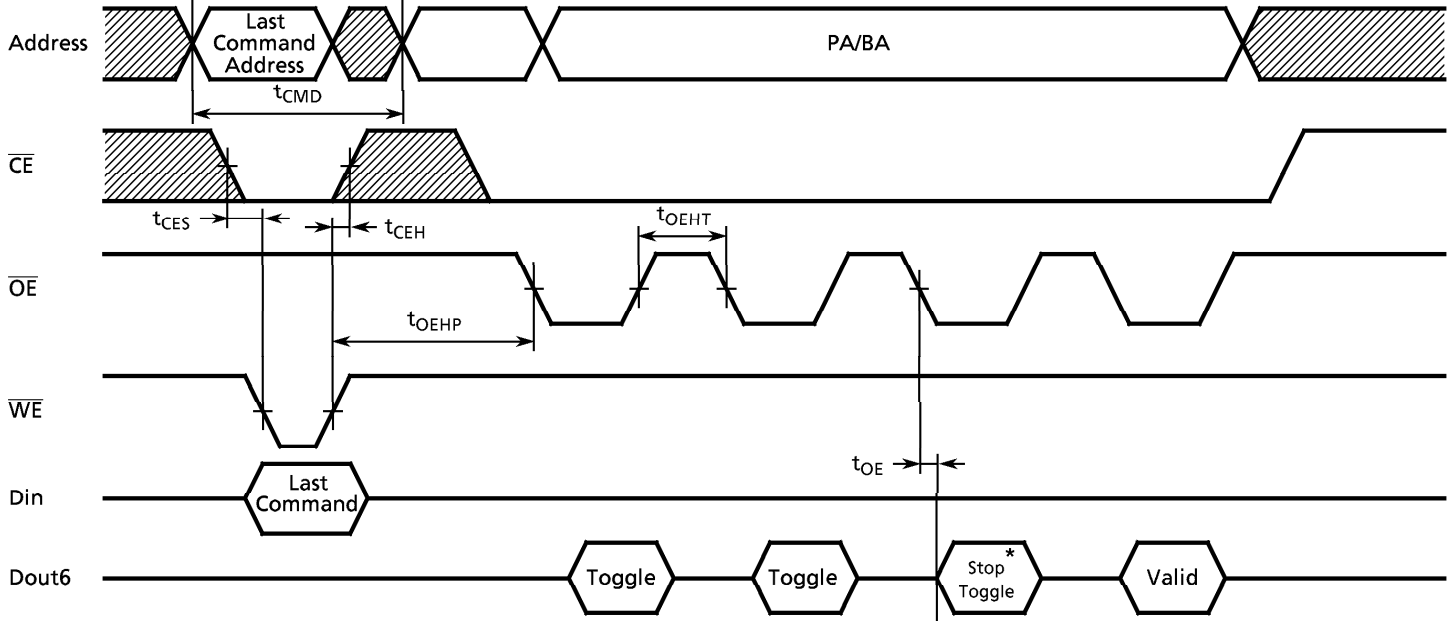 Address
Last
Command
Address
PA/BA
tCMD
CE
tCES
tCEH
tOEHT
OE
tOEHP
WE
tOE
Din
Last
Command
Dout6
Toggle
Toggle
Stop *
Toggle
Valid